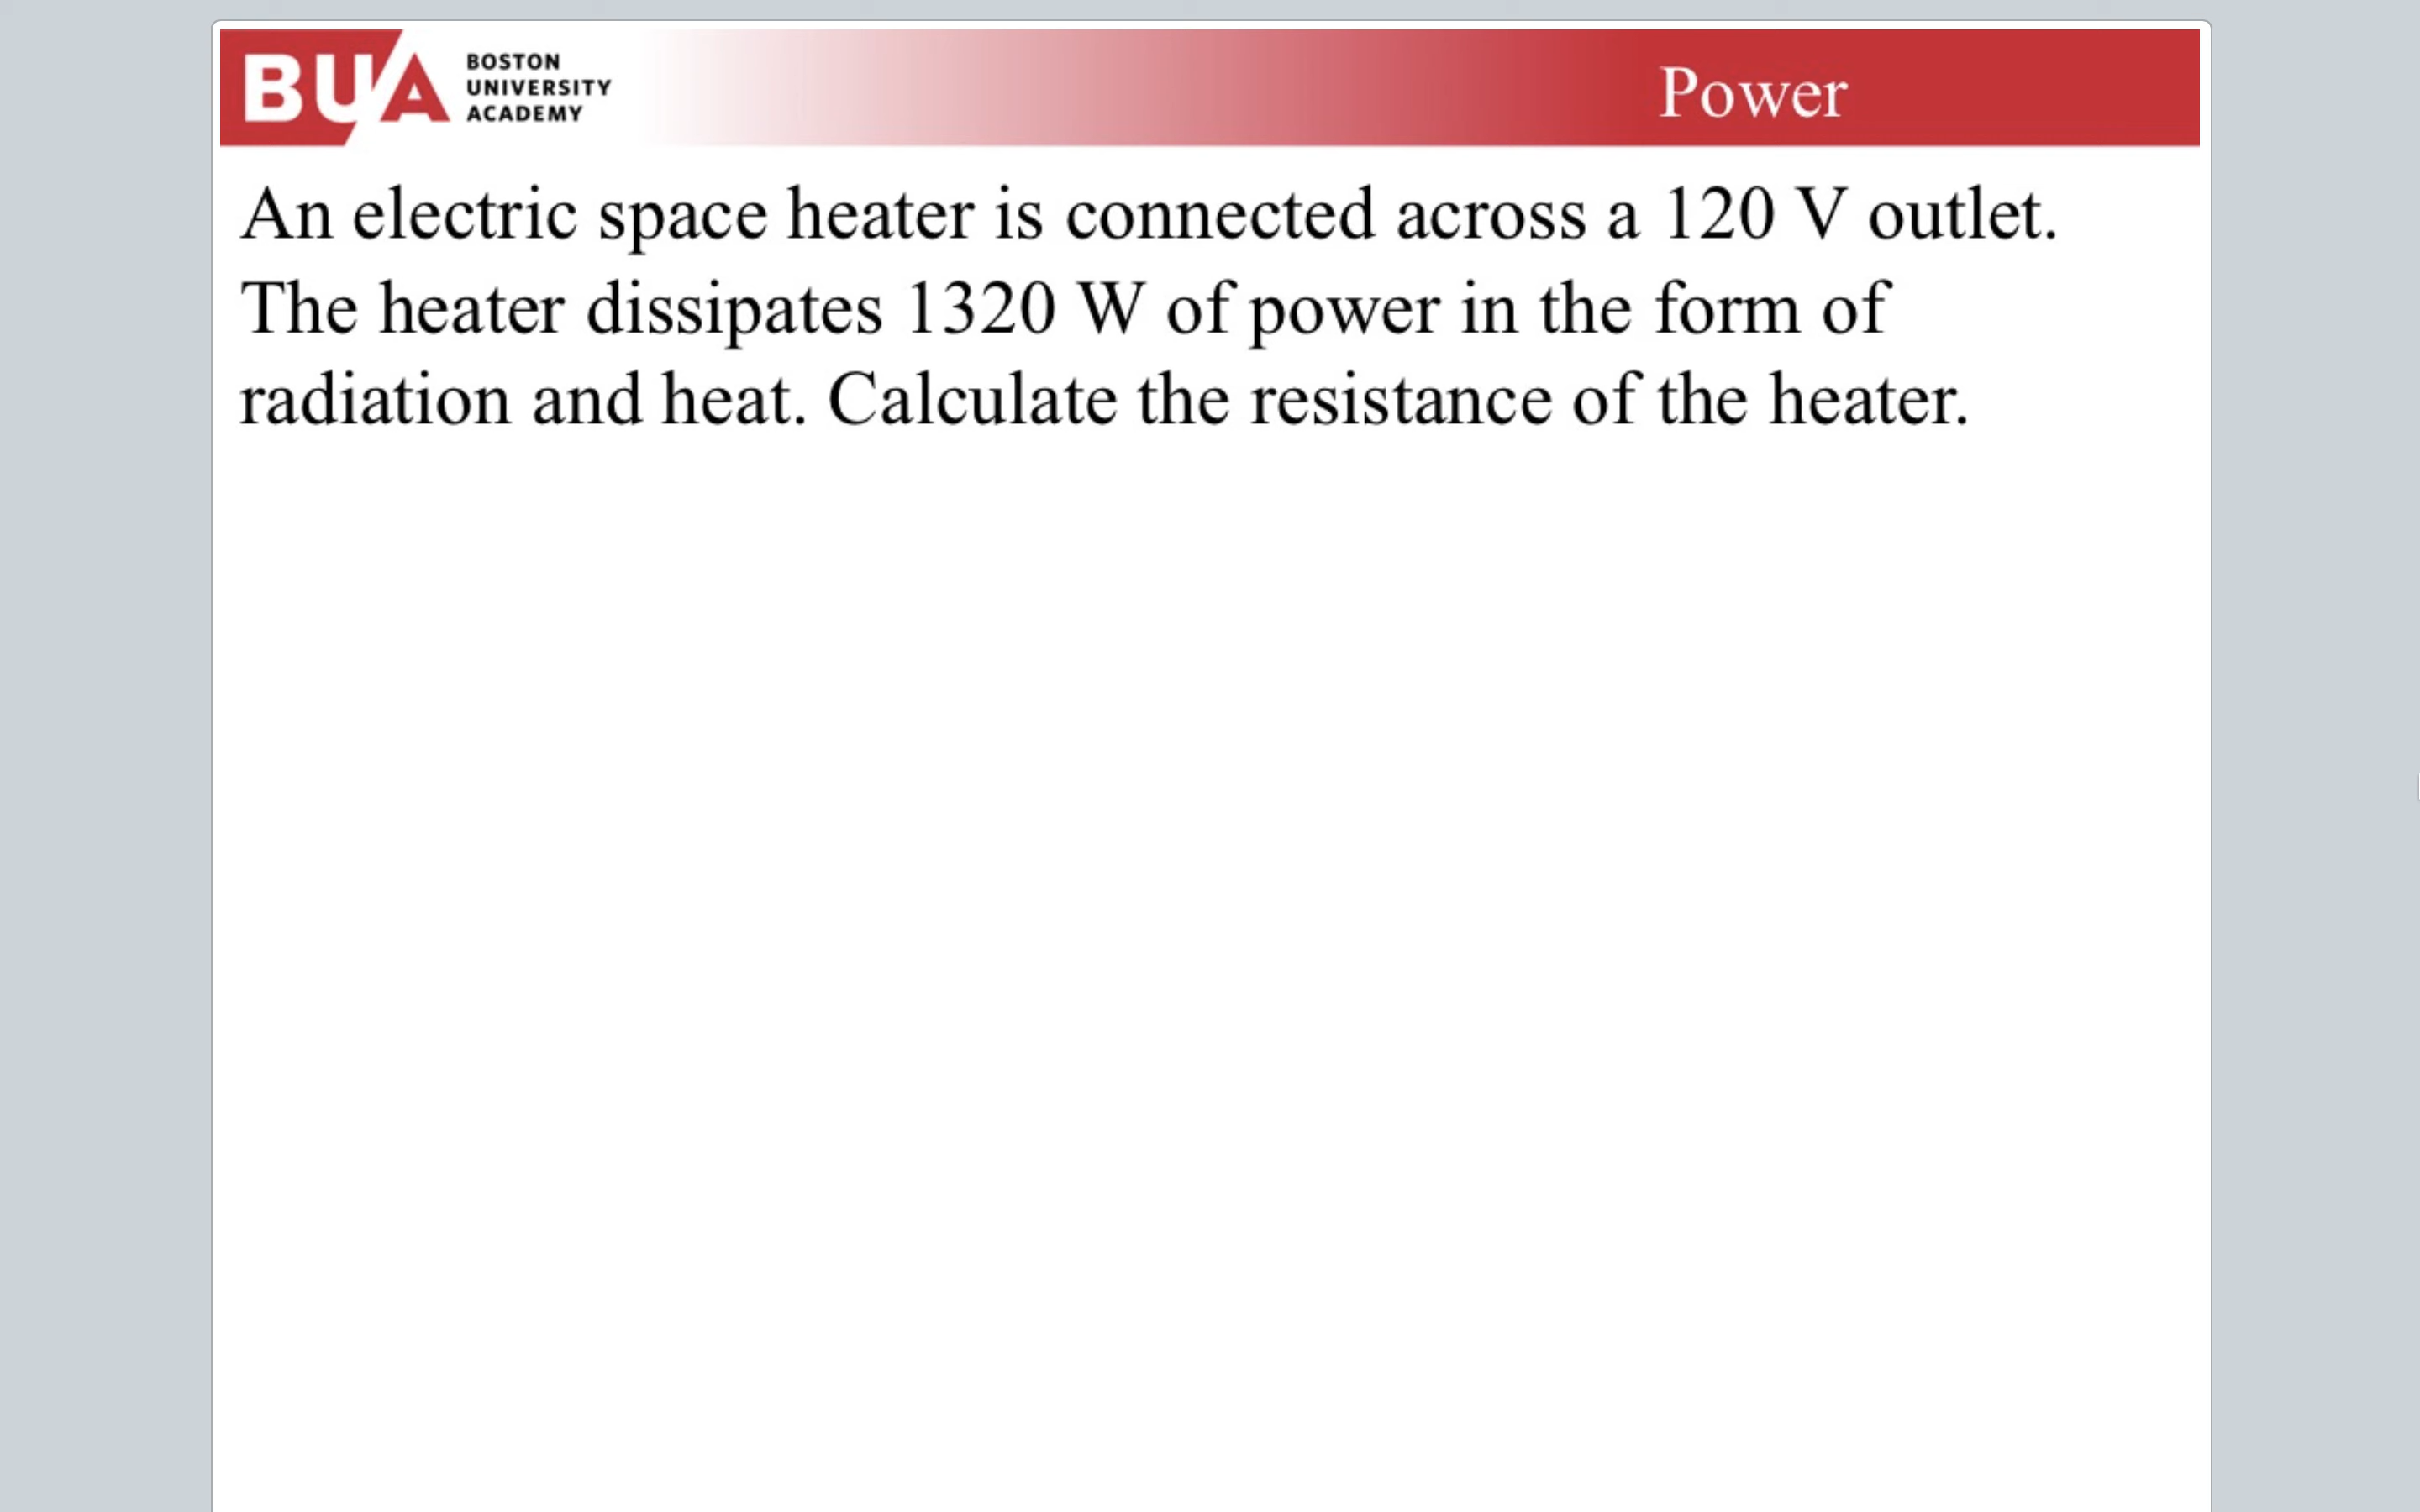 BUA
BOSTON
UNIVERSITY
ACADEMY
Power
An electric space heater is connected across a 120 V outlet.
The heater dissipates 1320 W of power in the form of
radiation and heat. Calculate the resistance of the heater.